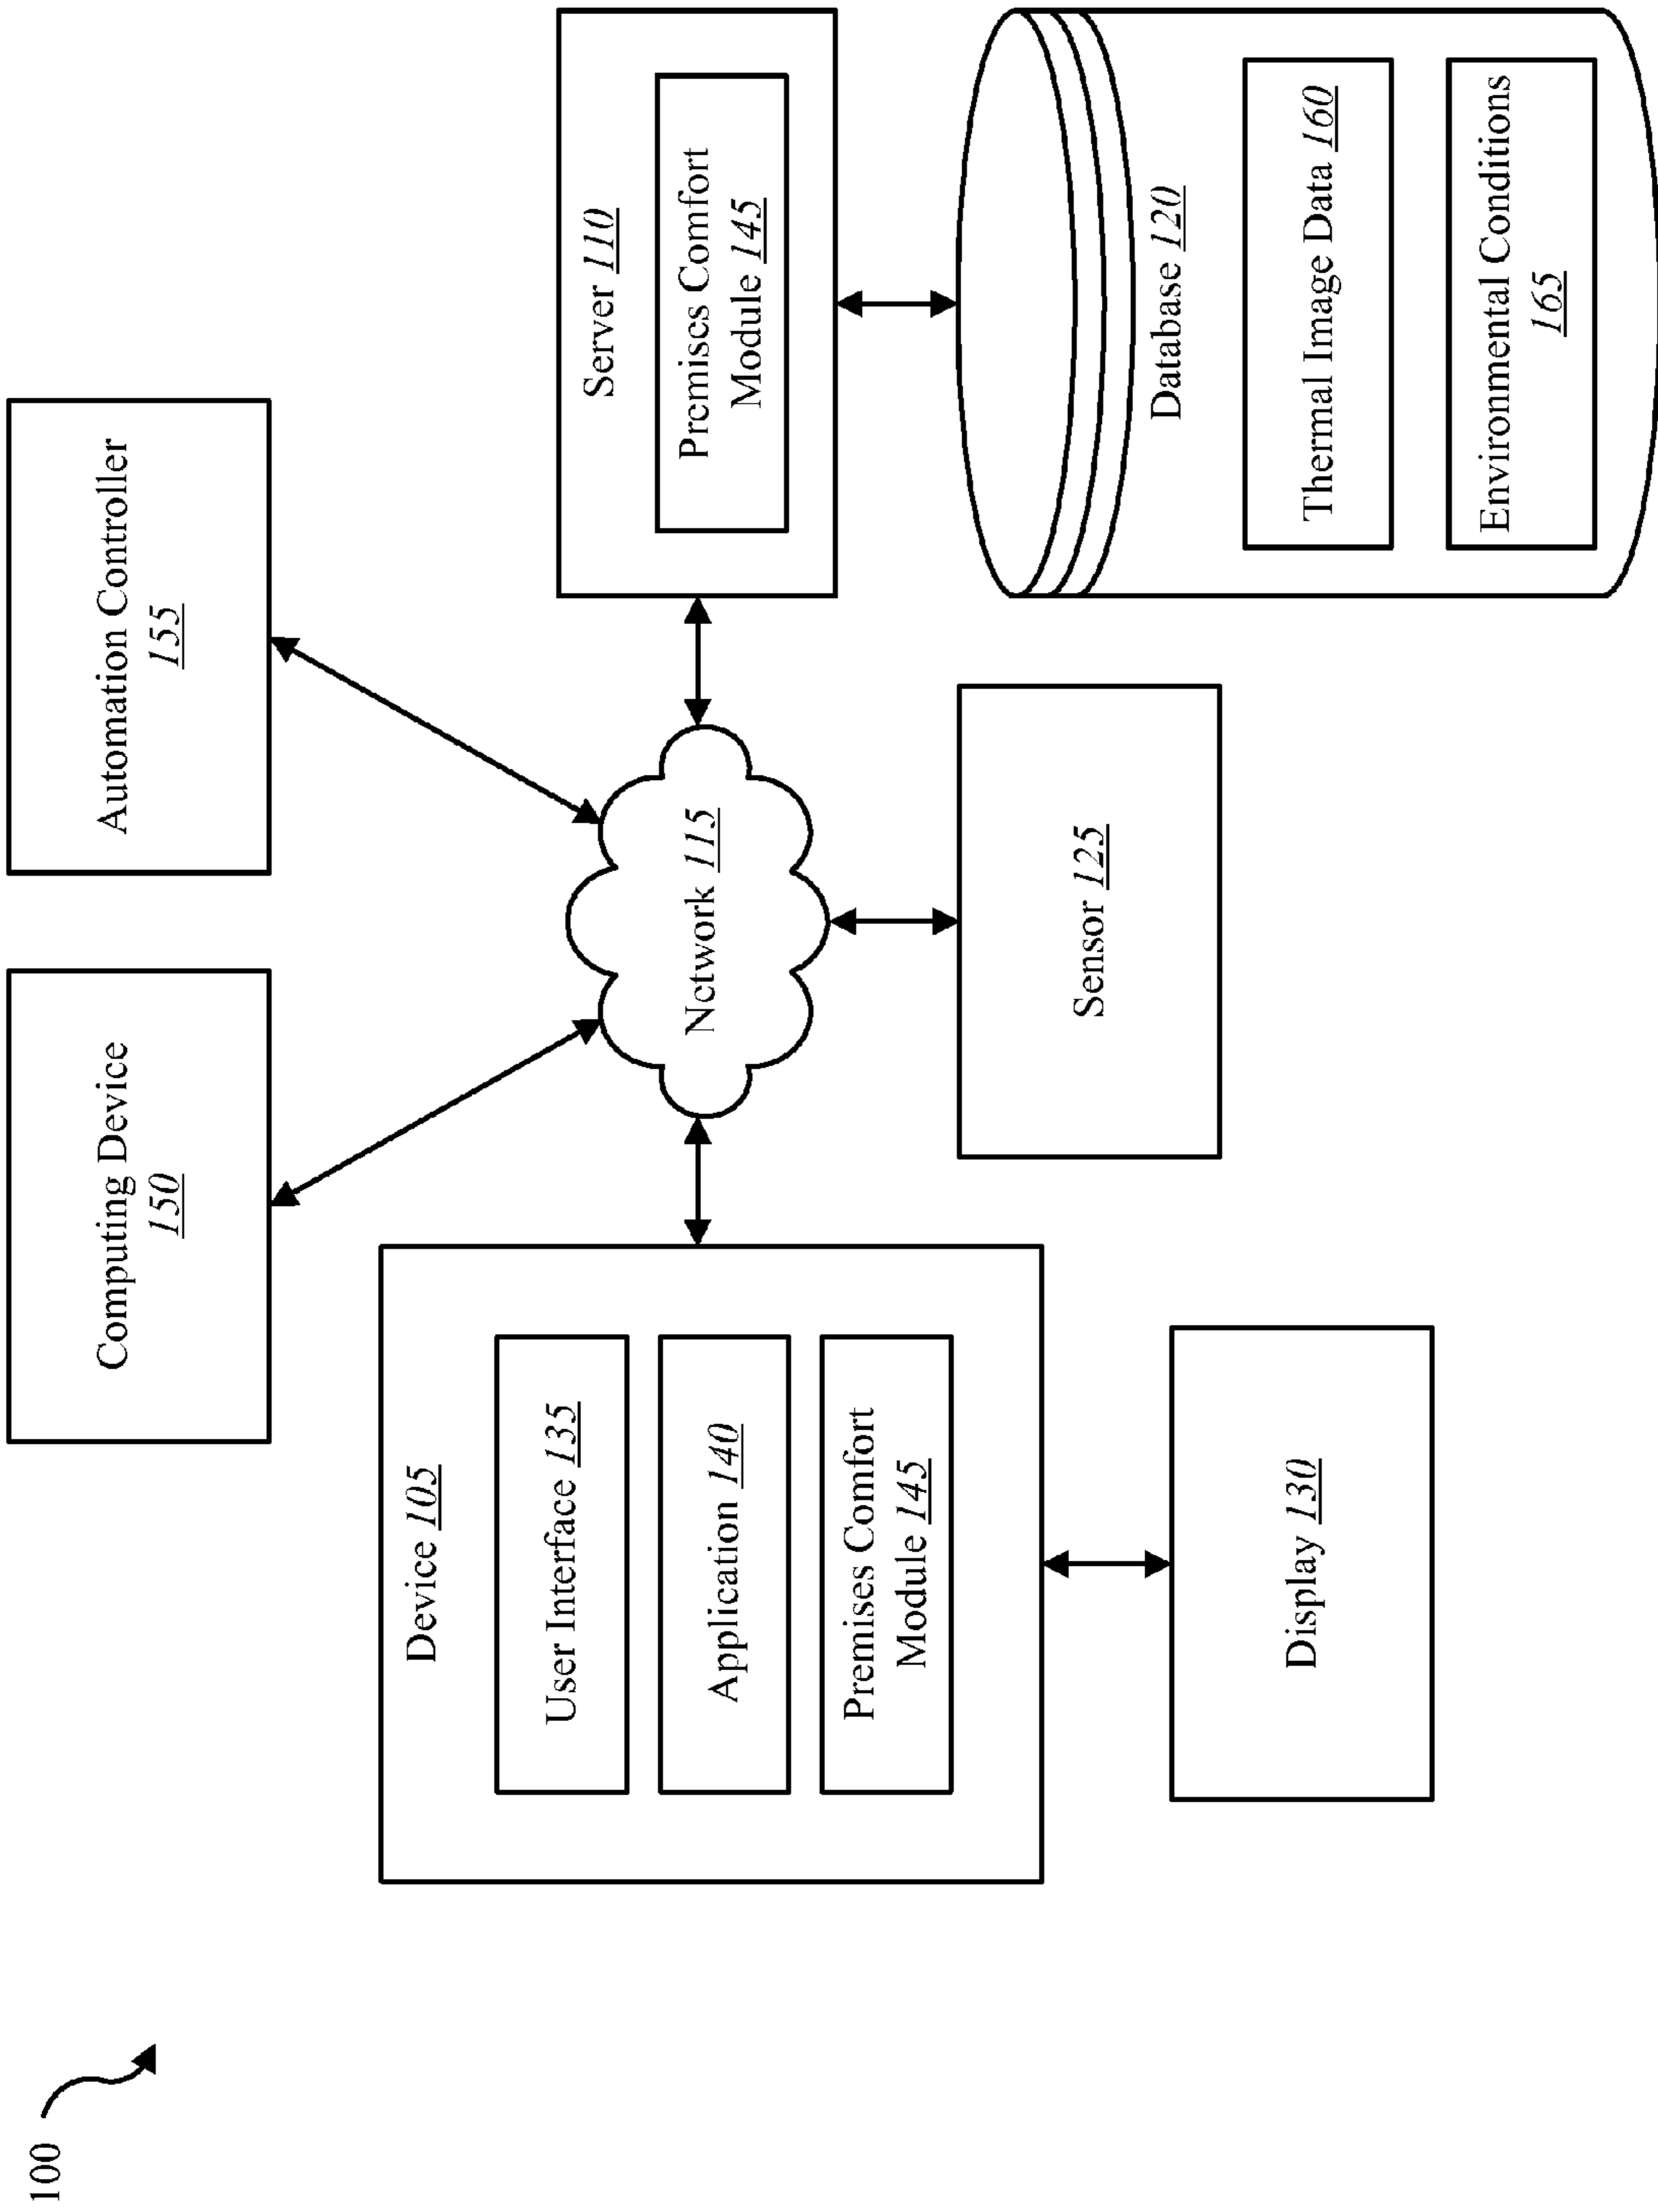 100
Computing Device
150
Automation Controller
155
Device 105
User Interface 135
Application 140
Premises Comfort
Module 145
Display 130
Network 115
Sensor 125
Server 110
Premises Comfort
Module 145
Database 120
Thermal Image Data 160
Environmental Conditions
165